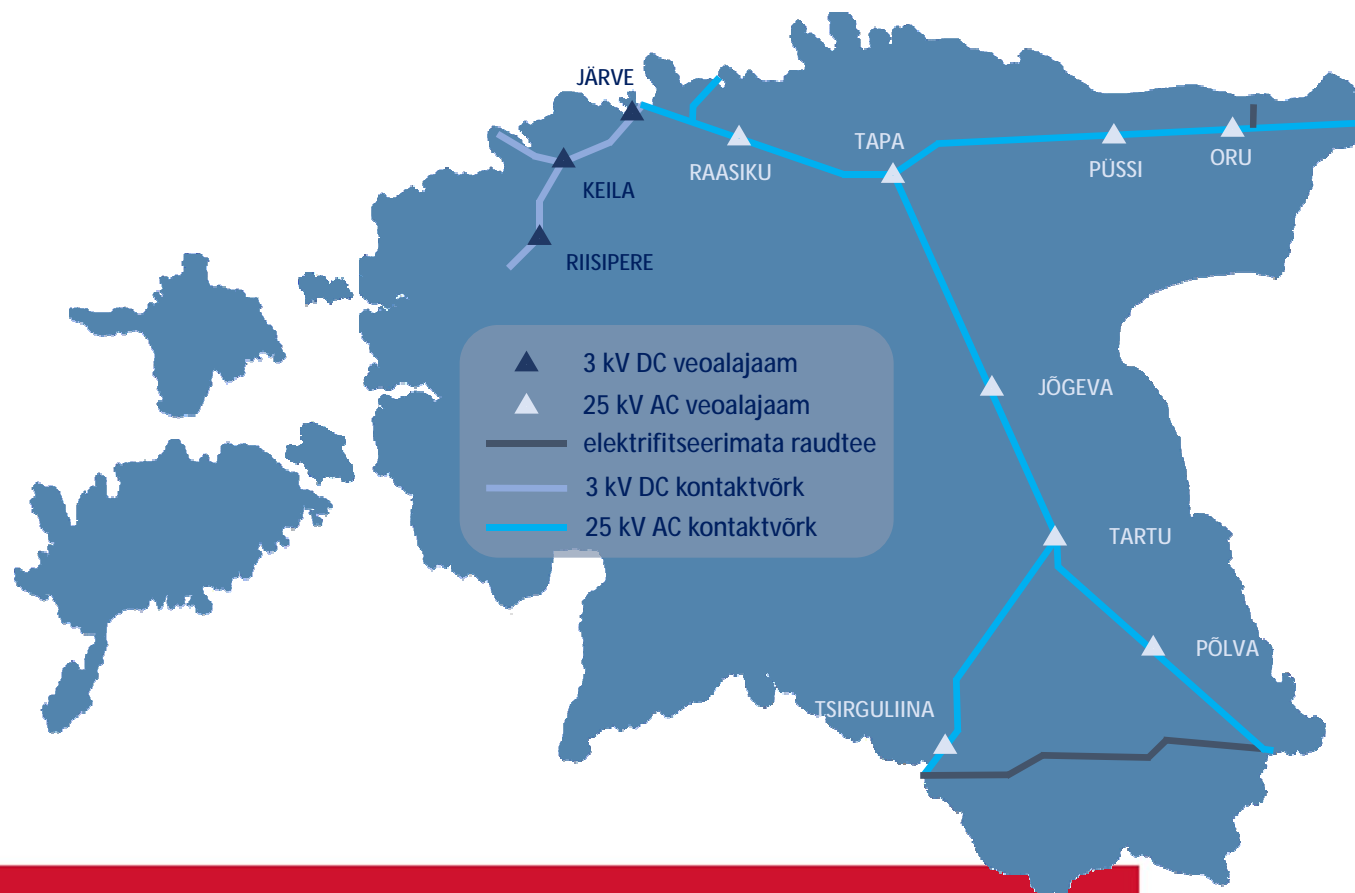 JÄRVE
TAPA
RAASIKU
PÜSSI
ORU
KEILA
RIISIPERE
3 kV DC veoalajaam
25 kV AC veoalajaam
elektrifitseerimata raudtee
3 kV DC kontaktvõrk
25 kV AC kontaktvõrk
JÕGEVA
TARTU
PÕLVA
TSIRGULIINA